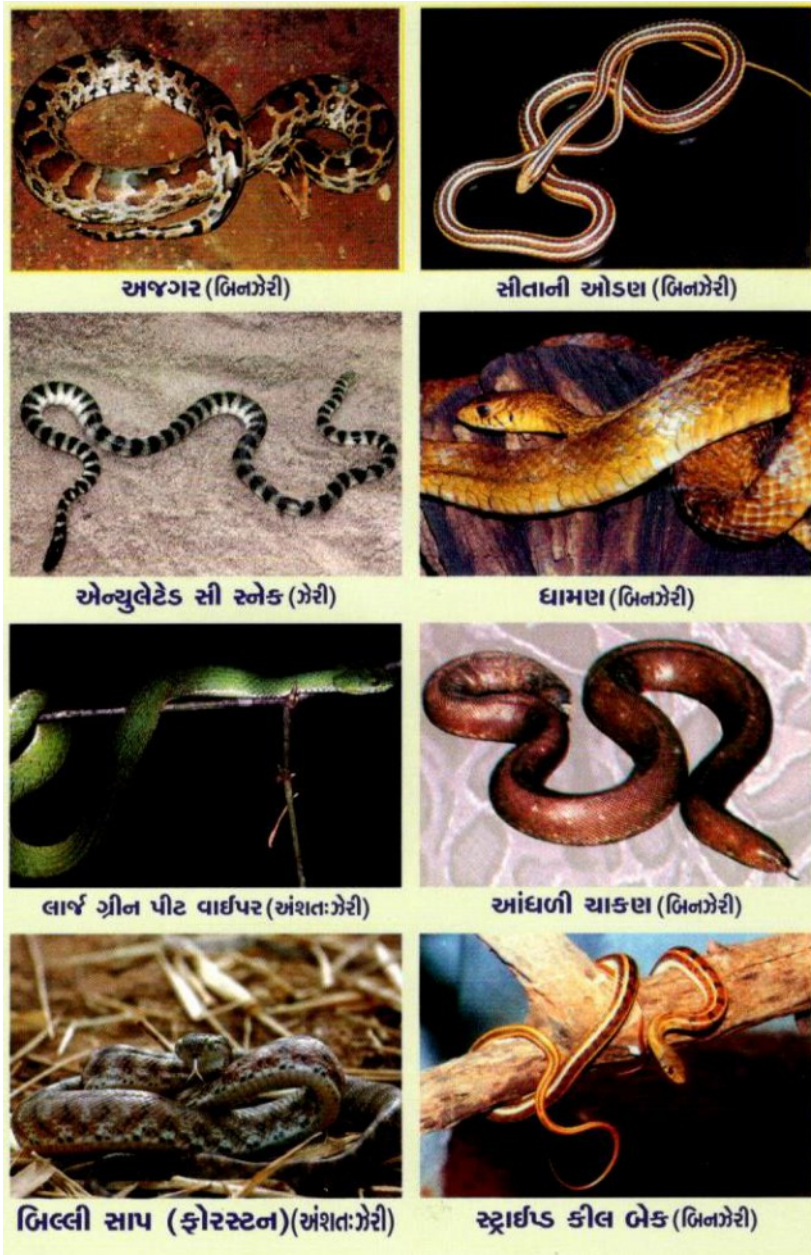 અજગર (બિનઝેરી)
સીતાની ઓડણ (બિનઝેરી)
એન્યુલેટેડ સી સ્નેક (ઝેરી)
ધામણ (બિનઝેરી)
લાર્જ ગ્રીન પીટ વાઈપર (અંશતઃઝેરી)
આંધળી ચાકણ (બિનઝેરી)
બિલ્લી સાપ (ફોરસ્ટન) (અંશતઃઝેરી)
સ્ટ્રાઈપ્ડ કીલ બેક (બિનઝેરી)